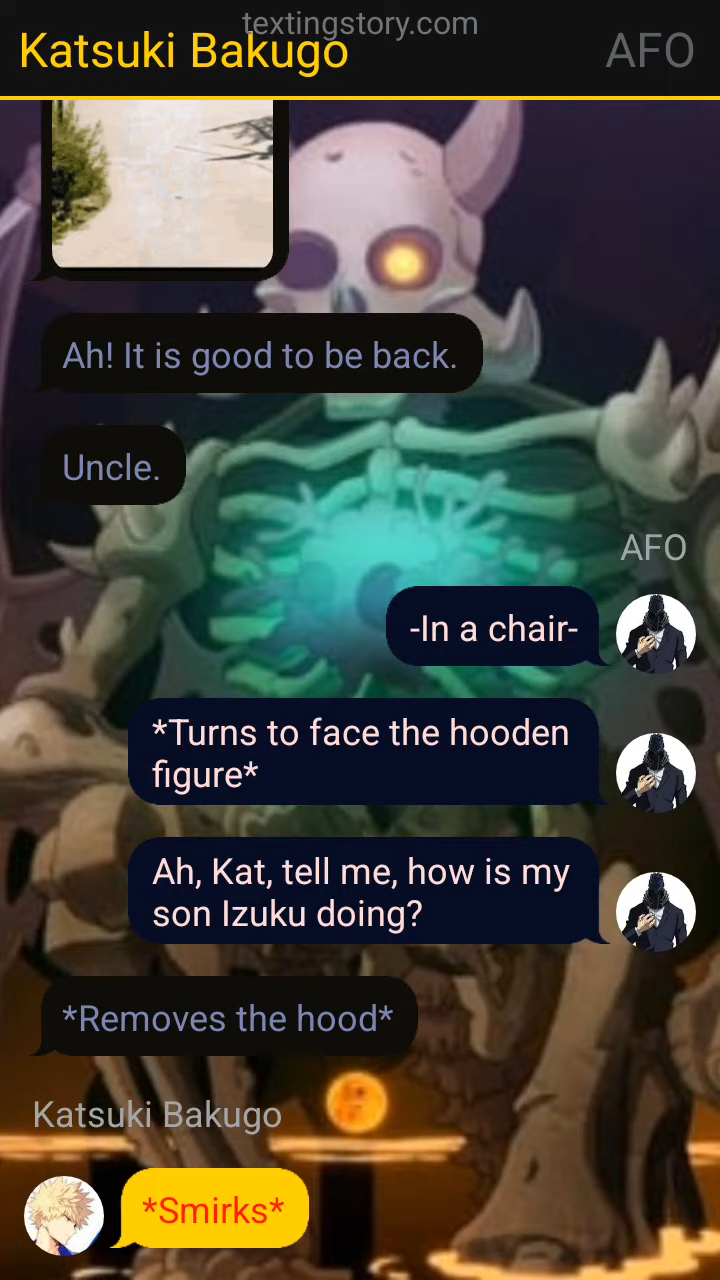 textingstory.com
Katsuki Bakugo
AFO
Ah! It is good to be back.
Uncle.
AFO
-In a chair-
*Turns to face the hooden
figure*
Ah, Kat, tell me, how is my
son Izuku doing?
*Removes the hood*
Katsuki Bakugo
*Smirks*